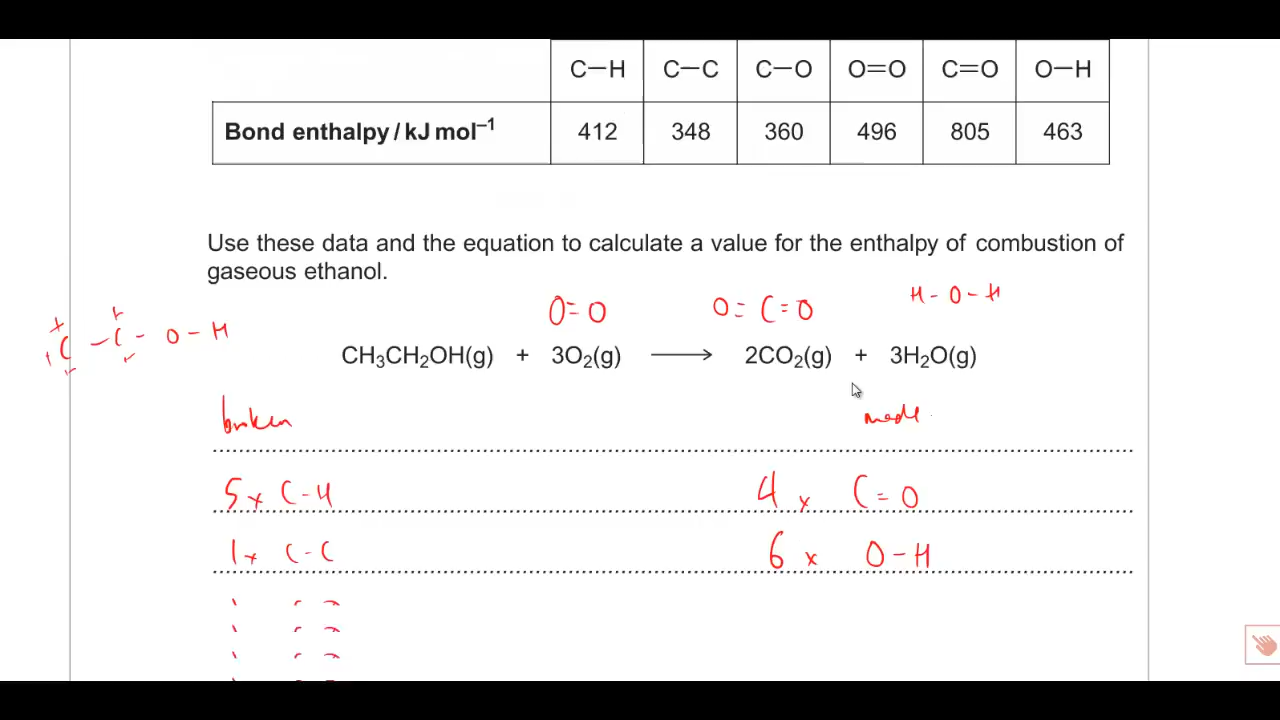 C–H C–C C–O O=O C=O O–H
Bond enthalpy / kJ mol⁻¹ 412 348 360 496 805 463
Use these data and the equation to calculate a value for the enthalpy of combustion of
gaseous ethanol.
O=O O=C=O H-O-H
C-C-O-H
CH₃CH₂OH(g) + 3O₂(g) ⟶ 2CO₂(g) + 3H₂O(g)
broken made
5 x C-H 4 x C=O
1 x C-C 6 x O-H